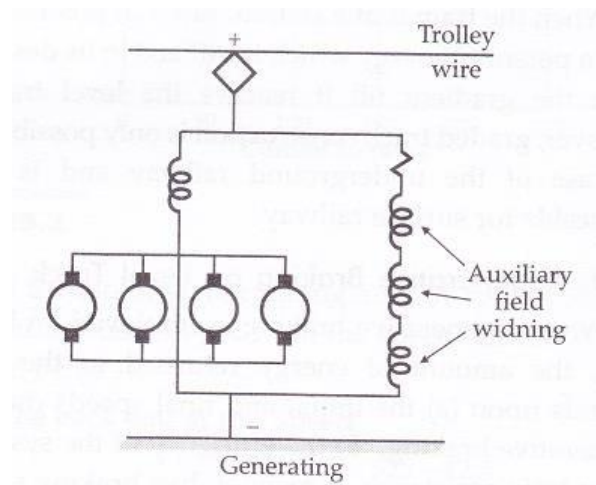 +
Trolley
wire
Auxiliary
field
widning
−
Generating